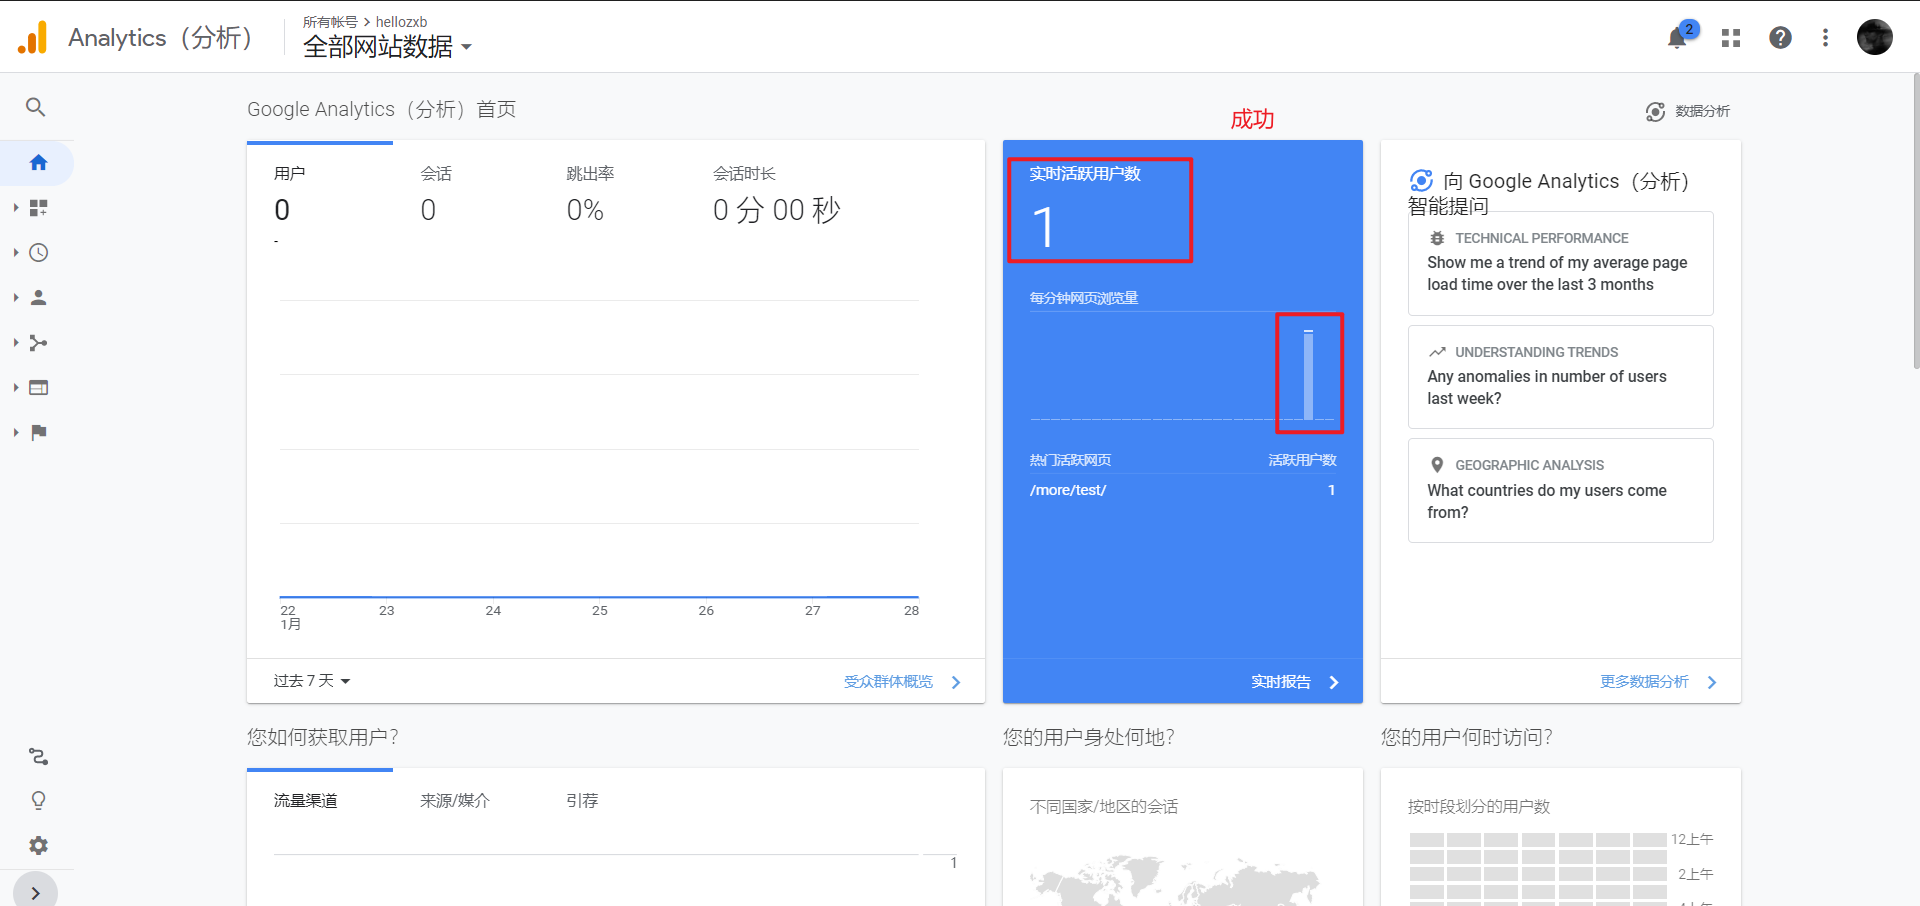 Analytics（分析）
所有帐号 > hellozxb
全部网站数据
2
Google Analytics（分析）首页
成功
数据分析
用户
0
-
会话
0
跳出率
0%
会话时长
0 分 00 秒
22
1月
23
24
25
26
27
28
过去 7 天
受众群体概览
实时活跃用户数
1
每分钟网页浏览量
热门活跃网页 活跃用户数
/more/test/ 1
实时报告
向 Google Analytics（分析）
智能提问
TECHNICAL PERFORMANCE
Show me a trend of my average page
load time over the last 3 months
UNDERSTANDING TRENDS
Any anomalies in number of users
last week?
GEOGRAPHIC ANALYSIS
What countries do my users come
from?
更多数据分析
您如何获取用户？
流量渠道
来源/媒介
引荐
1
您的用户身处何地？
不同国家/地区的会话
您的用户何时访问？
按时段划分的用户数
12上午
2上午